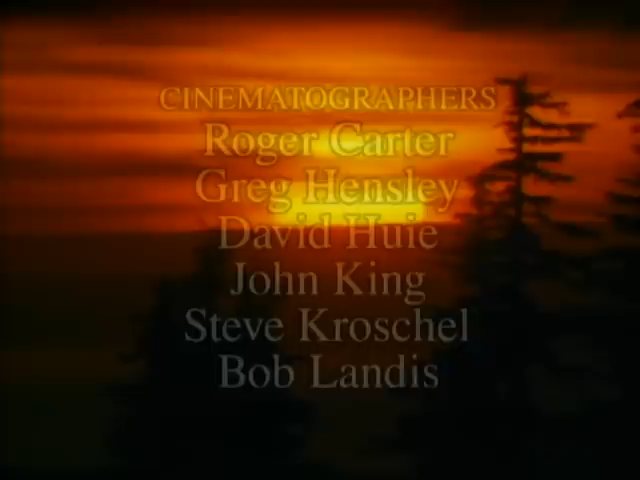 CINEMATOGRAPHERS
Roger Carter
Greg Hensley
David Huie
John King
Steve Kroschel
Bob Landis